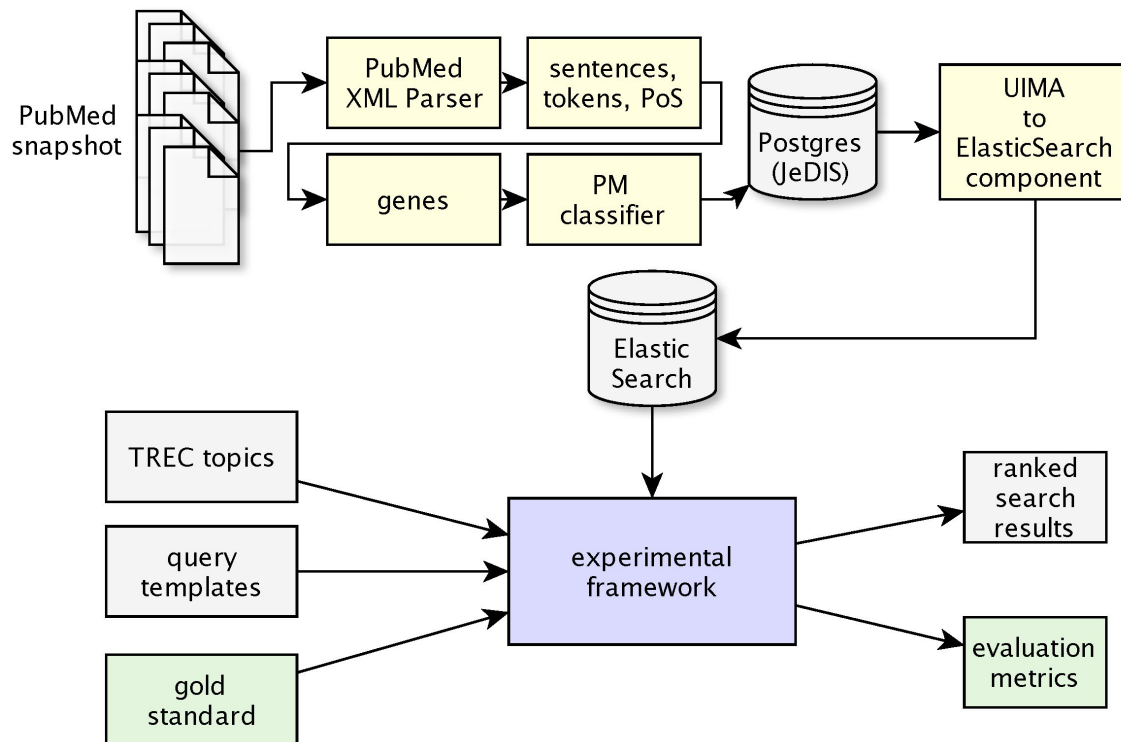 PubMed
snapshot
PubMed
XML Parser
sentences,
tokens, PoS
genes
PM
classifier
Postgres
(JeDIS)
UIMA
to
ElasticSearch
component
Elastic
Search
TREC topics
query
templates
gold
standard
experimental
framework
ranked
search
results
evaluation
metrics